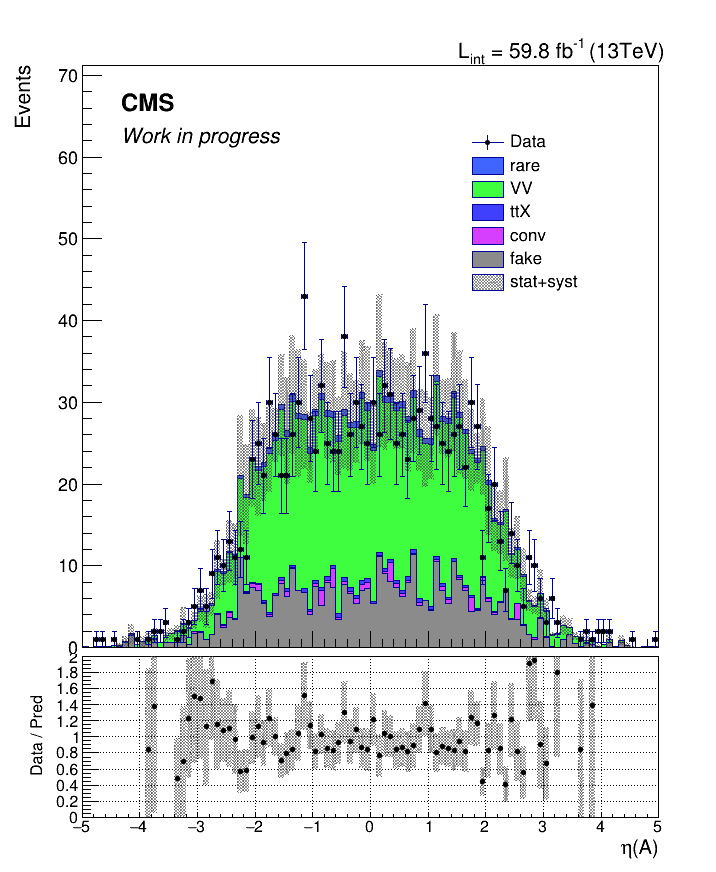 L_int = 59.8 fb^-1 (13TeV)
Events
70
60
50
40
30
20
10
0
CMS
Work in progress
Data
rare
VV
ttX
conv
fake
stat+syst
Data / Pred
2
1.8
1.6
1.4
1.2
1
0.8
0.6
0.4
0.2
0
−5 −4 −3 −2 −1 0 1 2 3 4 5
η(A)